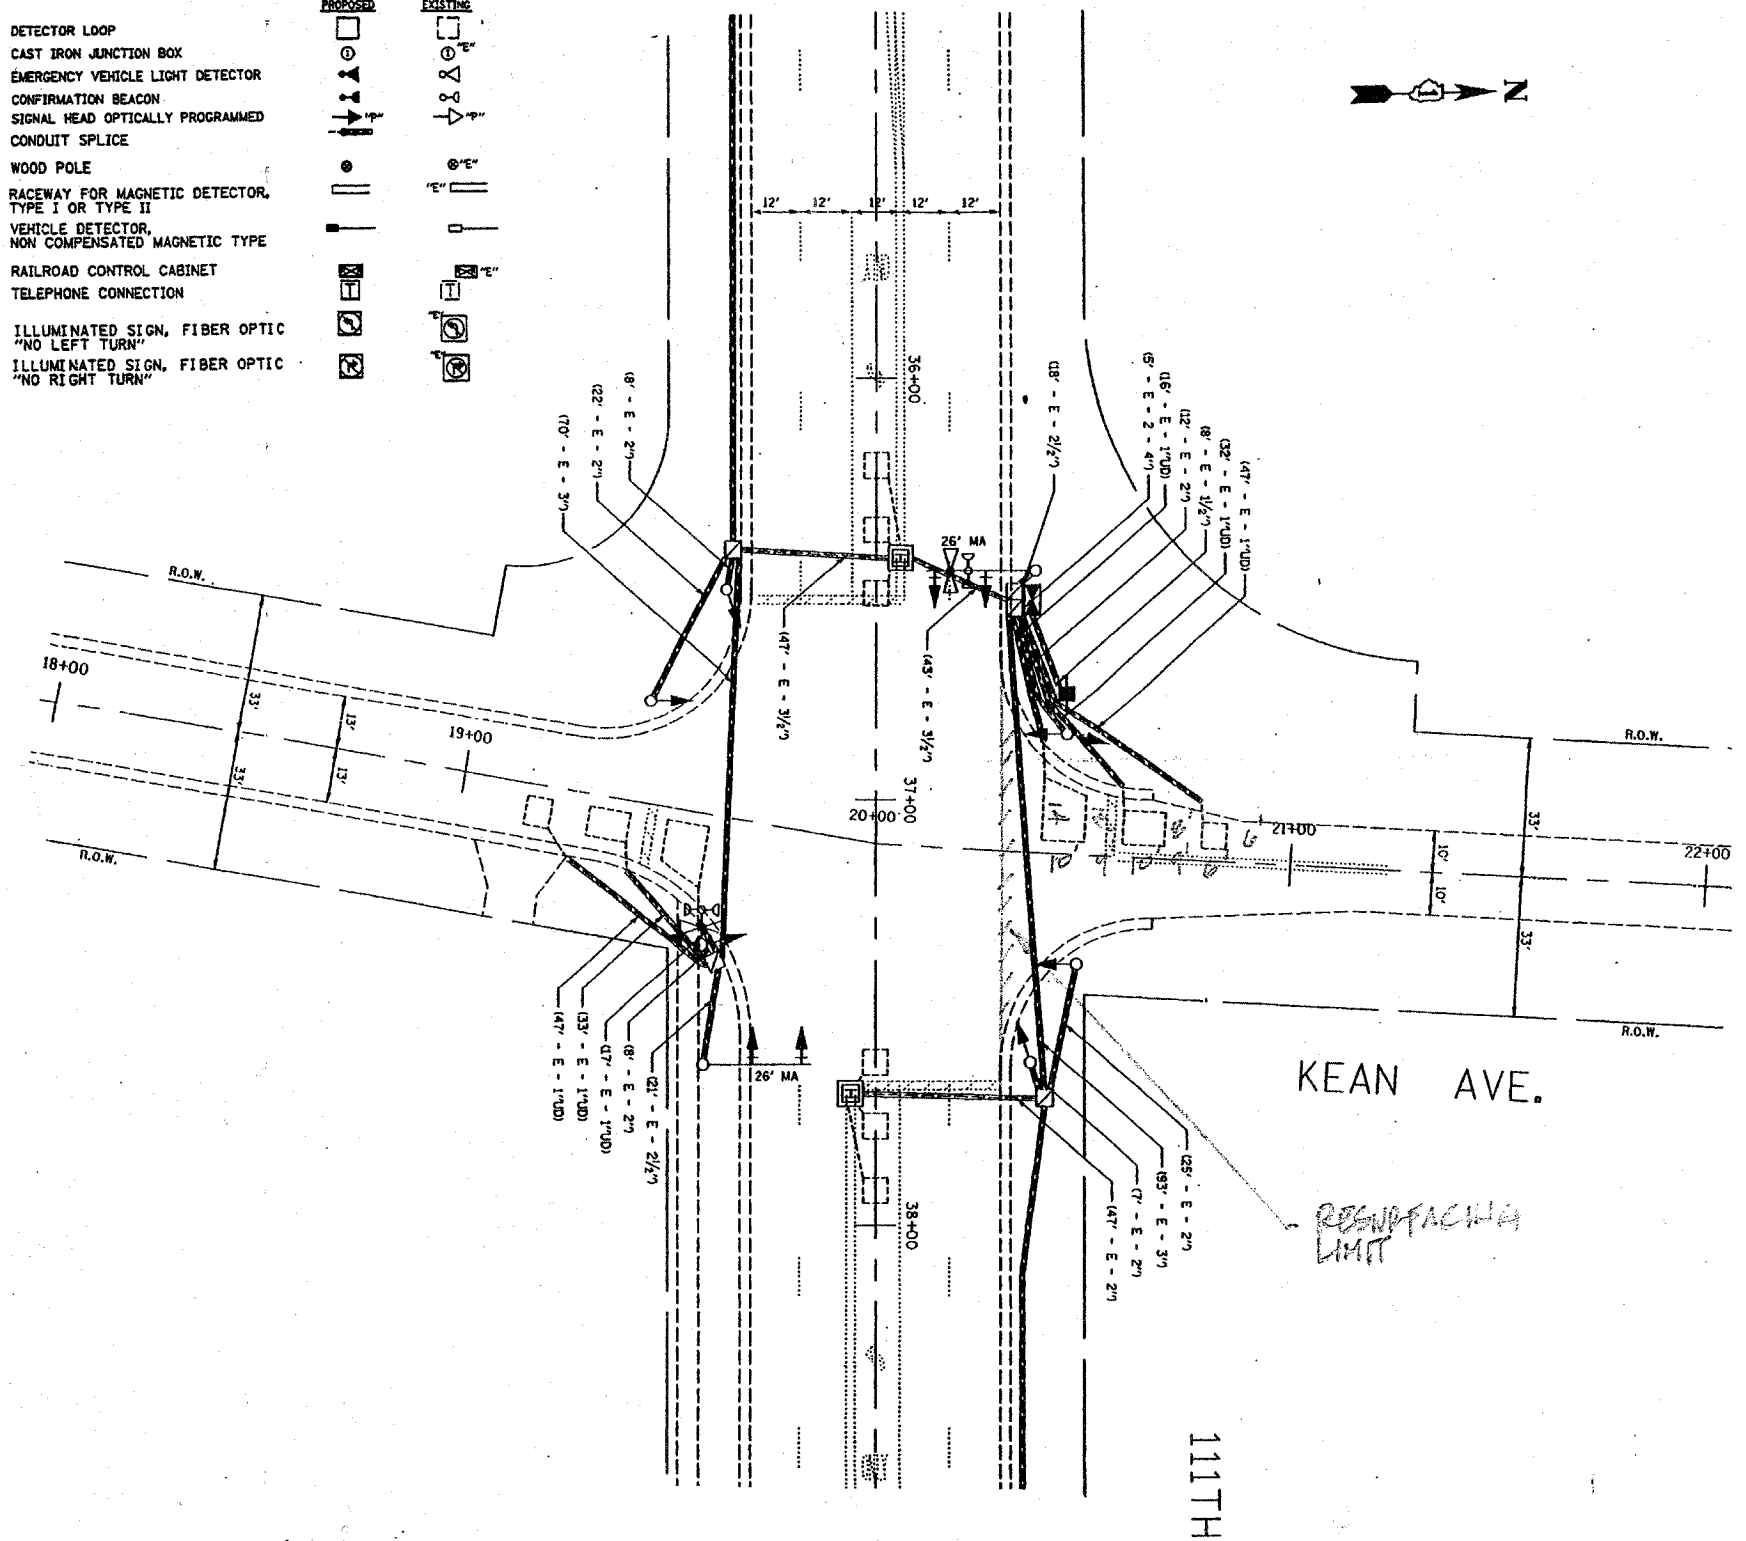 PROPOSED EXISTING
DETECTOR LOOP
CAST IRON JUNCTION BOX "E"
EMERGENCY VEHICLE LIGHT DETECTOR
CONFIRMATION BEACON
SIGNAL HEAD OPTICALLY PROGRAMMED "P" "P"
CONDUIT SPLICE
WOOD POLE "E"
RACEWAY FOR MAGNETIC DETECTOR, "E"
TYPE I OR TYPE II
VEHICLE DETECTOR,
NON COMPENSATED MAGNETIC TYPE
RAILROAD CONTROL CABINET "E"
TELEPHONE CONNECTION T T
ILLUMINATED SIGN, FIBER OPTIC "E"
"NO LEFT TURN"
ILLUMINATED SIGN, FIBER OPTIC "E"
"NO RIGHT TURN"
N
12' 12' 12' 12' 12'
36+00
(8' - E - 2")
(22' - E - 2")
(70' - E - 3")
(18' - E - 2½")
(5' - E - 2 - 4")
(16' - E - 1"UD)
(12' - E - 2")
(8' - E - 1½")
(32' - E - 1"UD)
(47' - E - 1"UD)
26' MA
(47' - E - 3½")
(43' - E - 3½")
R.O.W.
18+00
19+00
33'
33'
13'
13'
R.O.W.
37+00
20+00
21+00
22+00
R.O.W.
33'
33'
10'
10'
R.O.W.
14
(47' - E - 1"UD)
(33' - E - 1"UD)
(17' - E - 1"UD)
(8' - E - 2")
(21' - E - 2½")
26' MA
KEAN AVE.
(25' - E - 2")
(93' - E - 3")
(7' - E - 2")
(47' - E - 2")
38+00
RESURFACING
LIMIT
111TH